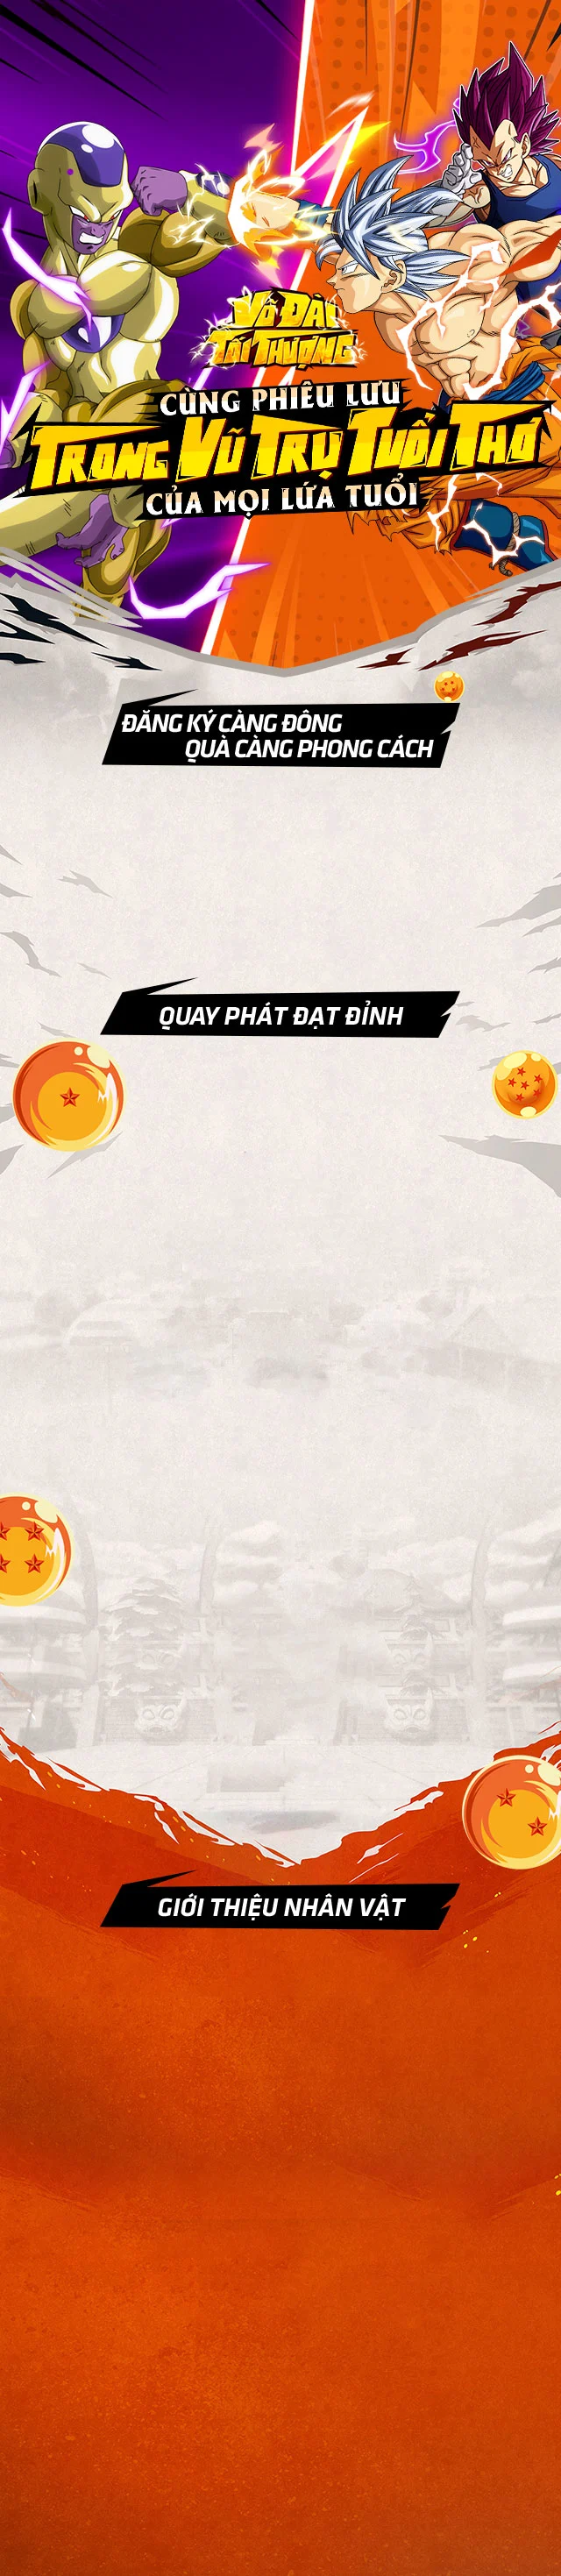 VÕ ĐÀI
TỐI THƯỢNG
CÙNG PHIÊU LƯU
TRONG VŨ TRỤ TUỔI THƠ
CỦA MỌI LỨA TUỔI
ĐĂNG KÝ CÀNG ĐÔNG
QUÀ CÀNG PHONG CÁCH
QUAY PHÁT ĐẠT ĐỈNH
GIỚI THIỆU NHÂN VẬT